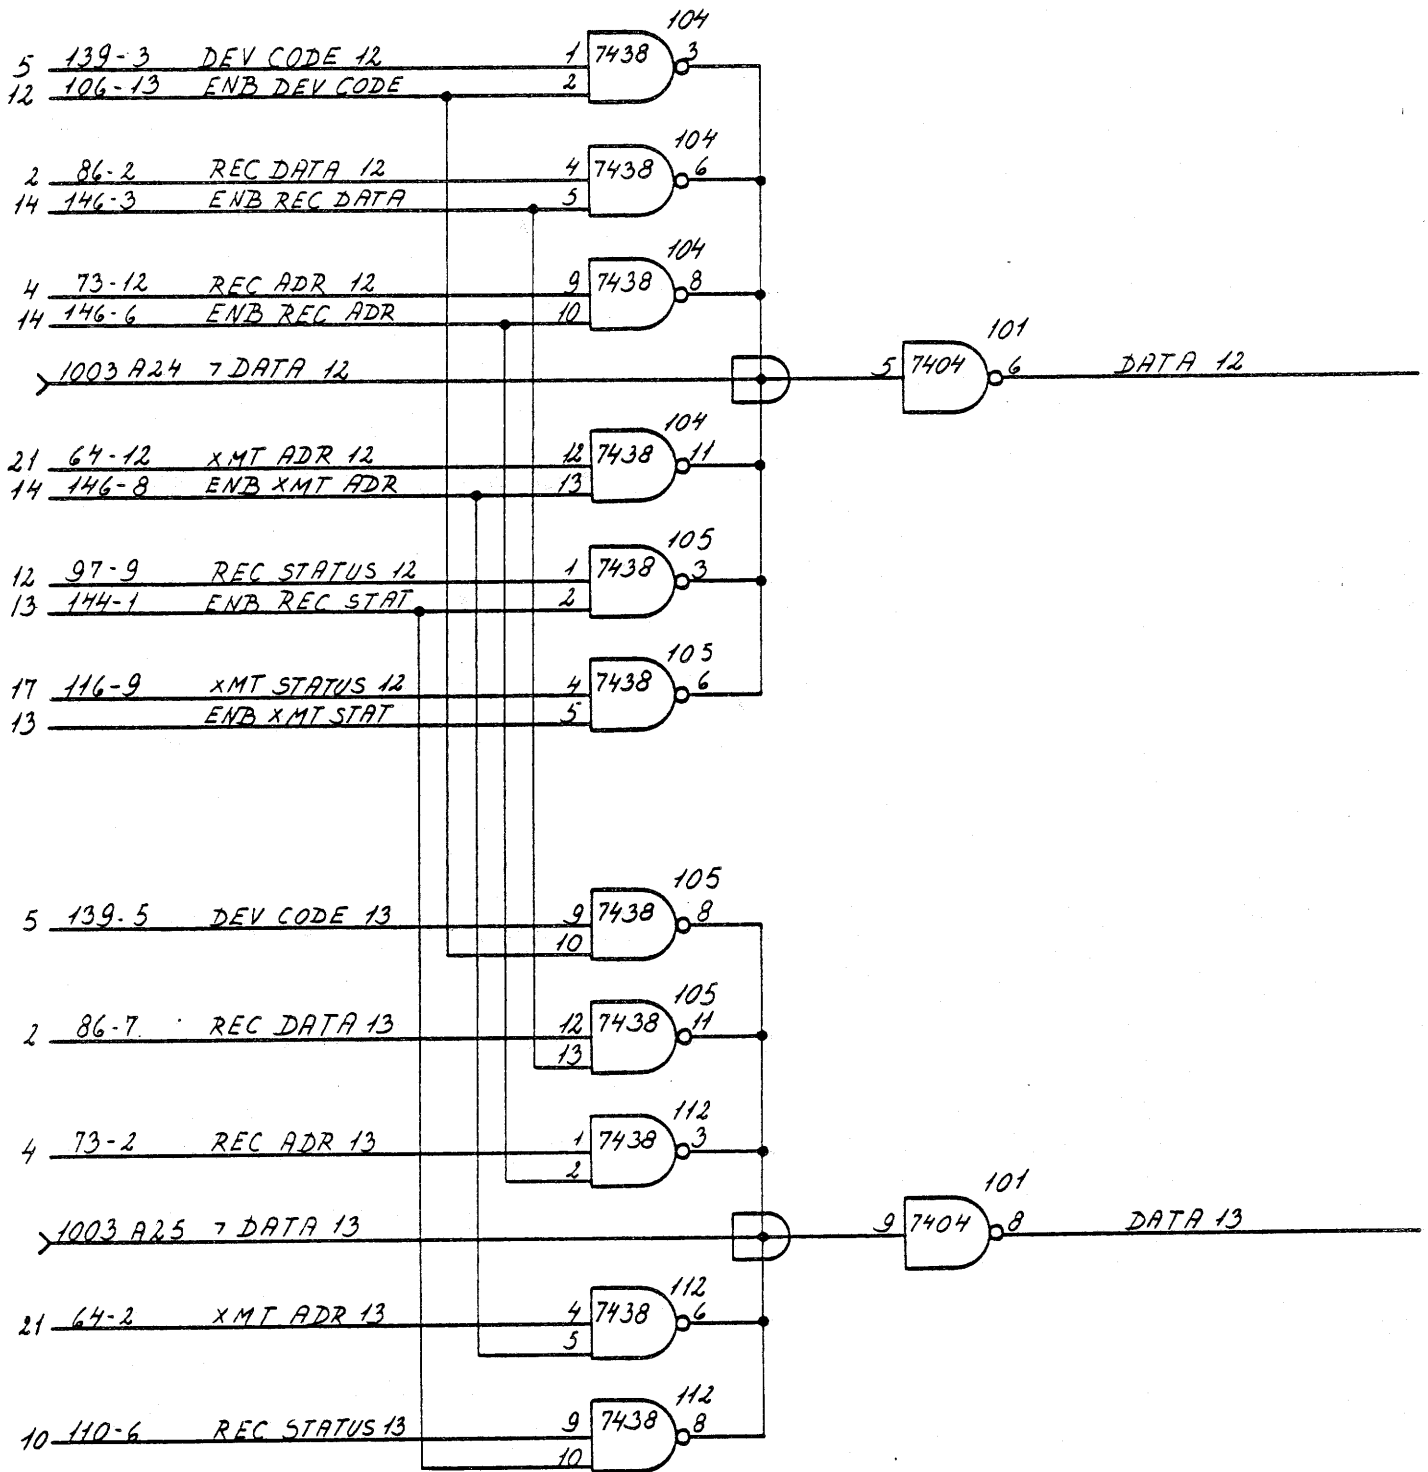 104
5 139-3 DEV CODE 12 1 7438 3
12 106-13 ENB DEV CODE 2
104
2 86-2 REC DATA 12 4 7438 6
14 146-3 ENB REC DATA 5
104
4 73-12 REC ADR 12 9 7438 8
14 146-6 ENB REC ADR 10
101
1003 A24 ¬ DATA 12 5 7404 6 DATA 12
104
21 64-12 XMT ADR 12 12 7438 11
14 146-8 ENB XMT ADR 13
105
12 97-9 REC STATUS 12 1 7438 3
13 144-1 ENB REC STAT 2
105
17 116-9 XMT STATUS 12 4 7438 6
13 ENB XMT STAT 5
105
5 139-5 DEV CODE 13 9 7438 8
10
105
2 86-7 REC DATA 13 12 7438 11
13
112
4 73-2 REC ADR 13 1 7438 3
2
101
1003 A25 ¬ DATA 13 9 7404 8 DATA 13
112
21 64-2 XMT ADR 13 4 7438 6
5
112
10 110-6 REC STATUS 13 9 7438 8
10